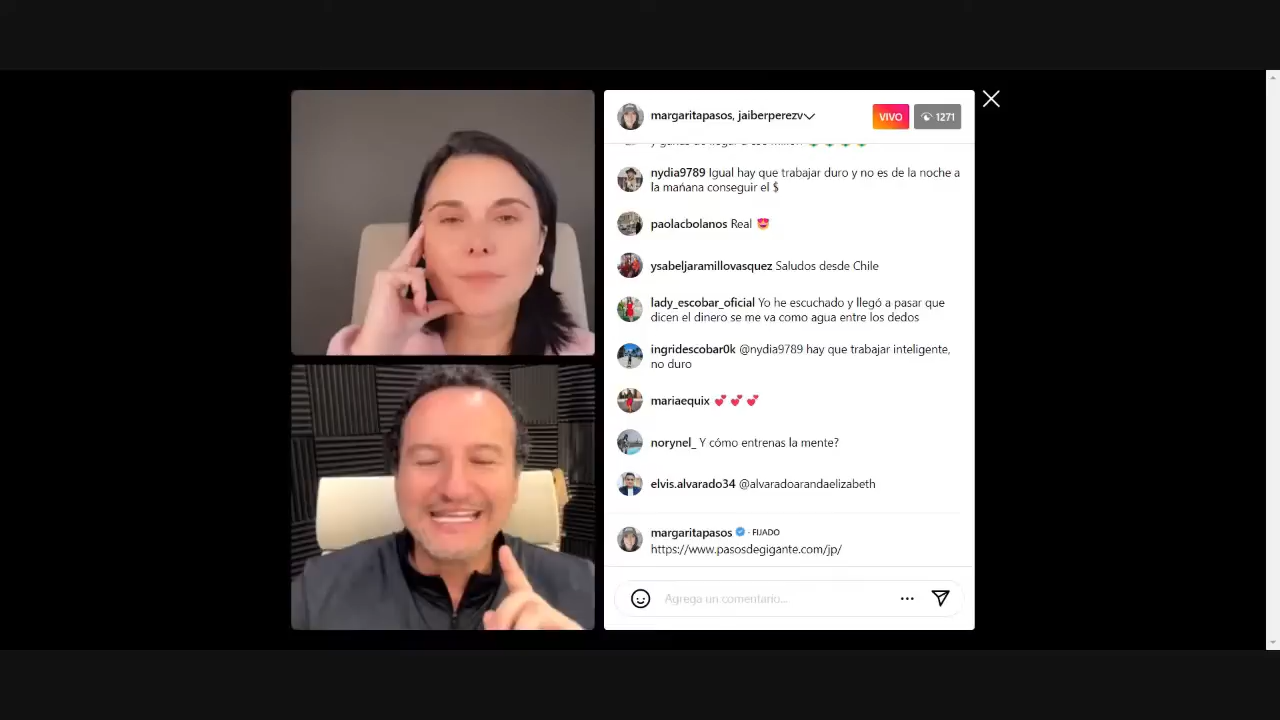 margaritapasos, jaiberperezv
VIVO
1271
nydia9789 Igual hay que trabajar duro y no es de la noche a
la mañana conseguir el $
paolacbolanos Real 😍
ysabeljaramillovasquez Saludos desde Chile
lady_escobar_oficial Yo he escuchado y llegó a pasar que
dicen el dinero se me va como agua entre los dedos
ingridescobar0k @nydia9789 hay que trabajar inteligente,
no duro
mariaequix 💕 💕 💕
norynel_ Y cómo entrenas la mente?
elvis.alvarado34 @alvaradoarandaelizabeth
margaritapasos · FIJADO
https://www.pasosdegigante.com/jp/
Agrega un comentario...